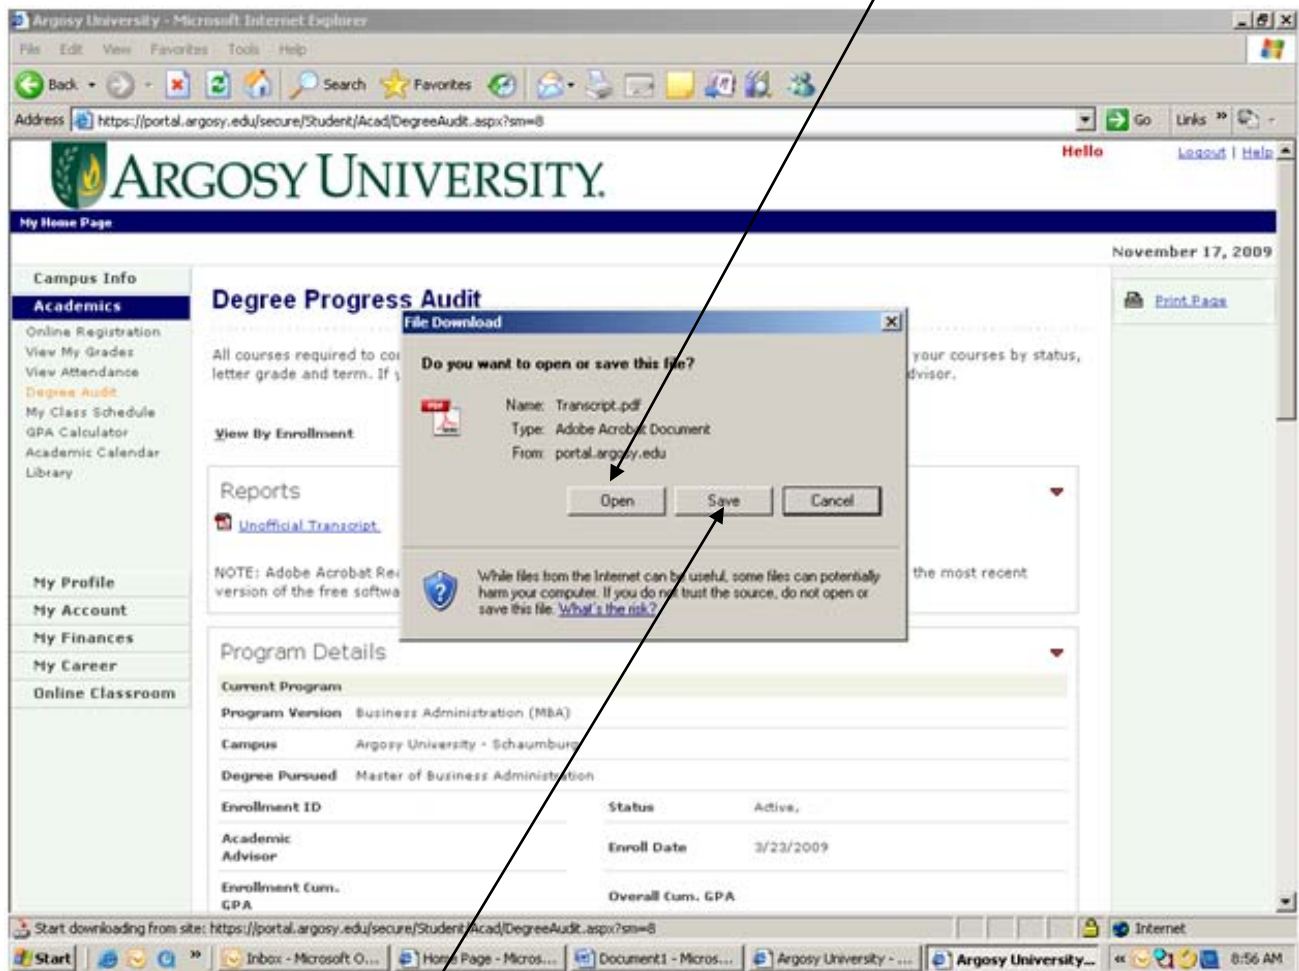 Argosy University - Microsoft Internet Explorer
File Edit View Favorites Tools Help
Back Search Favorites
Address https://portal.argosy.edu/secure/Student/Acad/DegreeAudit.aspx?sm=8 Go Links »
ARGOSY UNIVERSITY.
Hello Logout | Help
My Home Page
November 17, 2009
Campus Info
Academics
Online Registration
View My Grades
View Attendance
Degree Audit
My Class Schedule
GPA Calculator
Academic Calendar
Library
My Profile
My Account
My Finances
My Career
Online Classroom
Degree Progress Audit
Print Page
All courses required to your courses by status,
letter grade and term. If
View By Enrollment
Reports
Unofficial Transcript.
NOTE: Adobe Acrobat the most recent
version of the free
File Download
Do you want to open or save this file?
Name: Transcript.pdf
Type: Adobe Acrobat Document
From: portal.argosy.edu
Open Save Cancel
While files from the Internet can be useful, some files can potentially
harm your computer. If you do not trust the source, do not open or
save this file. What's the risk?
Program Details
Current Program
Program Version Business Administration (MBA)
Campus Argosy University - Schaumburg
Degree Pursued Master of Business Administration
Enrollment ID Status Active,
Academic
Advisor Enroll Date 3/23/2009
Enrollment Cum.
GPA Overall Cum. GPA
Start downloading from site: https://portal.argosy.edu/secure/Student/Acad/DegreeAudit.aspx?sm=8 Internet
Start » Inbox - Microsoft O... Home Page - Micros... Document1 - Micros... Argosy University - ... Argosy University... « 8:56 AM